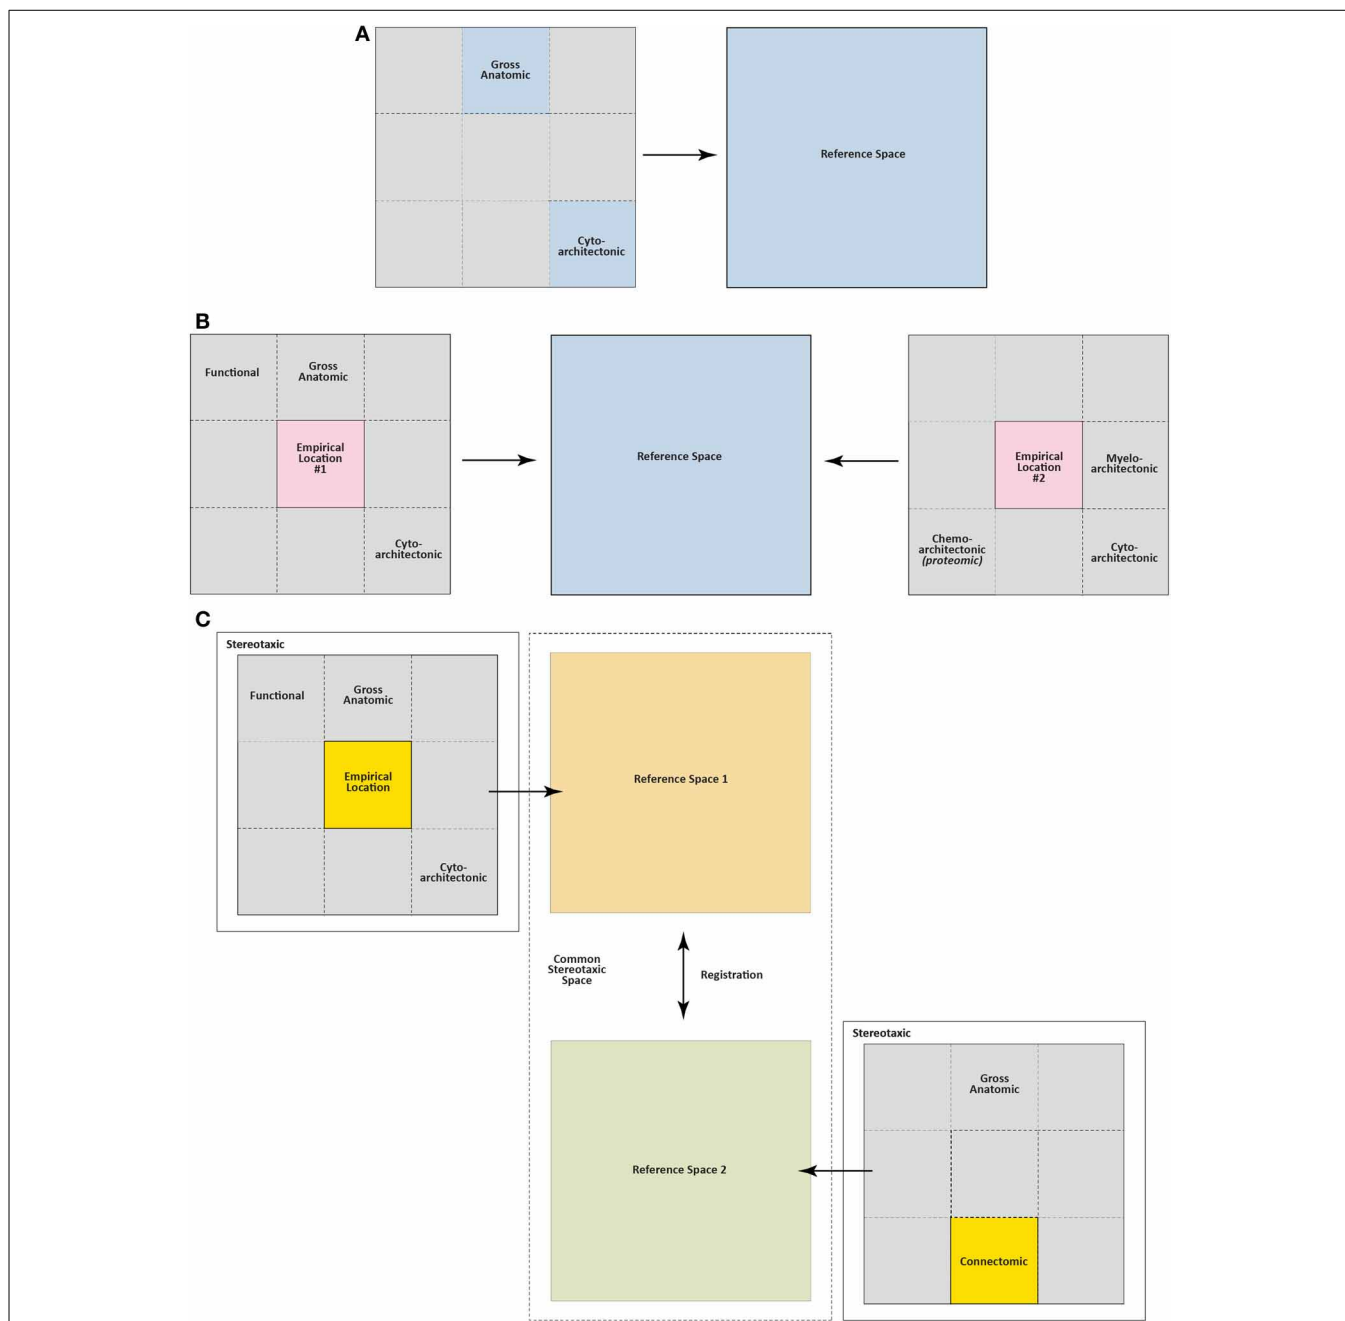 A
Gross
Anatomic
Reference Space
Cyto-
architectonic
B
Functional
Gross
Anatomic
Empirical
Location
#1
Cyto-
architectonic
Reference Space
Empirical
Location
#2
Myelo-
architectonic
Chemo-
architectonic
(proteomic)
Cyto-
architectonic
C
Stereotaxic
Functional
Gross
Anatomic
Empirical
Location
Cyto-
architectonic
Reference Space 1
Common
Stereotaxic
Space
Registration
Reference Space 2
Stereotaxic
Gross
Anatomic
Connectomic